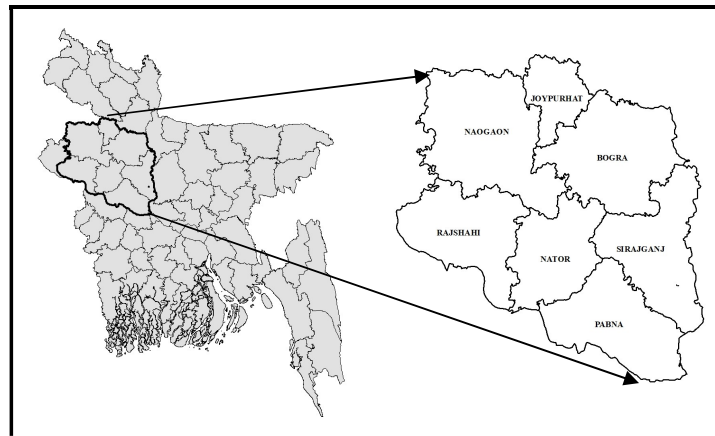 JOYPURHAT
NAOGAON
BOGRA
RAJSHAHI
SIRAJGANJ
NATOR
PABNA